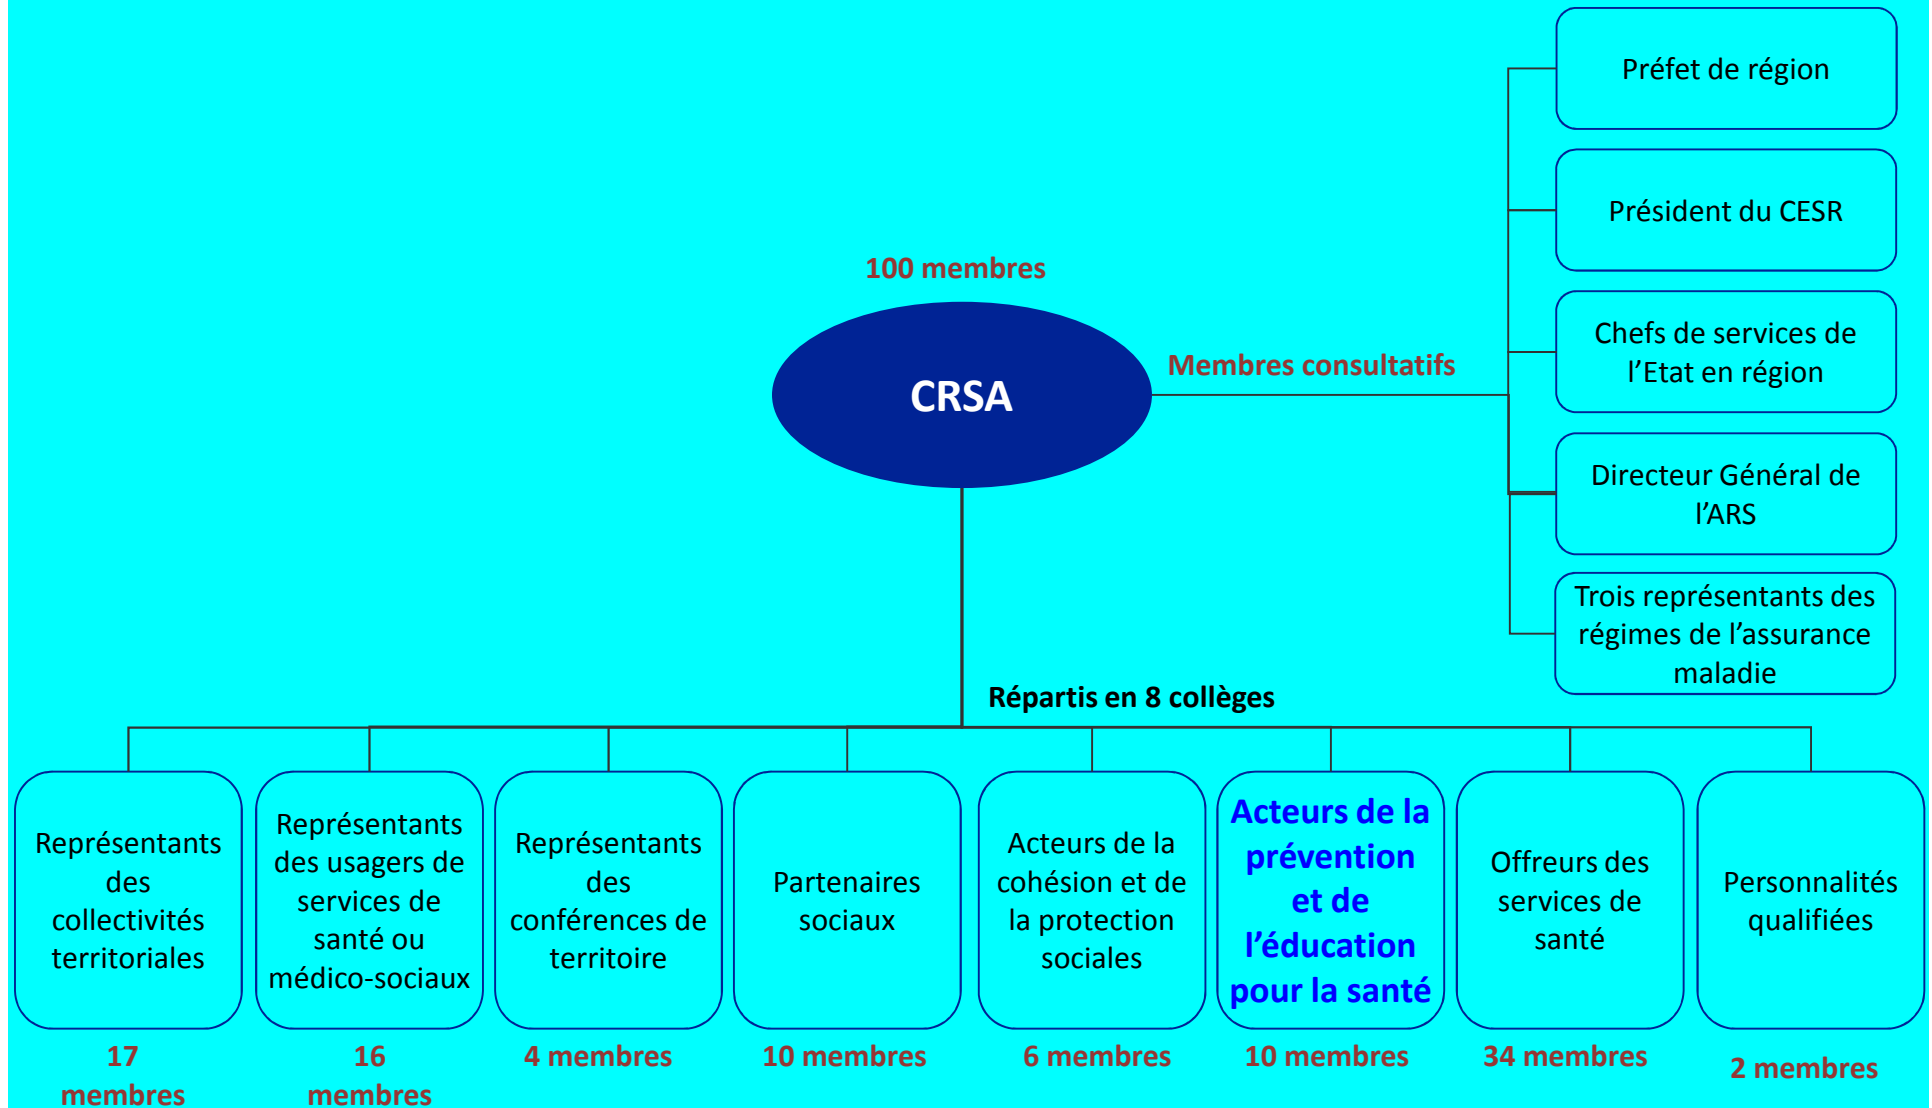 Préfet de région
Président du CESR
100 membres
Chefs de services de
l’Etat en région
Membres consultatifs
CRSA
Directeur Général de
l’ARS
Trois représentants des
régimes de l’assurance
maladie
Répartis en 8 collèges
Représentants
des
collectivités
territoriales
Représentants
des usagers de
services de
santé ou
médico-sociaux
Représentants
des
conférences de
territoire
Partenaires
sociaux
Acteurs de la
cohésion et de
la protection
sociales
Acteurs de la
prévention
et de
l’éducation
pour la santé
Offreurs des
services de
santé
Personnalités
qualifiées
17
membres
16
membres
4 membres
10 membres
6 membres
10 membres
34 membres
2 membres